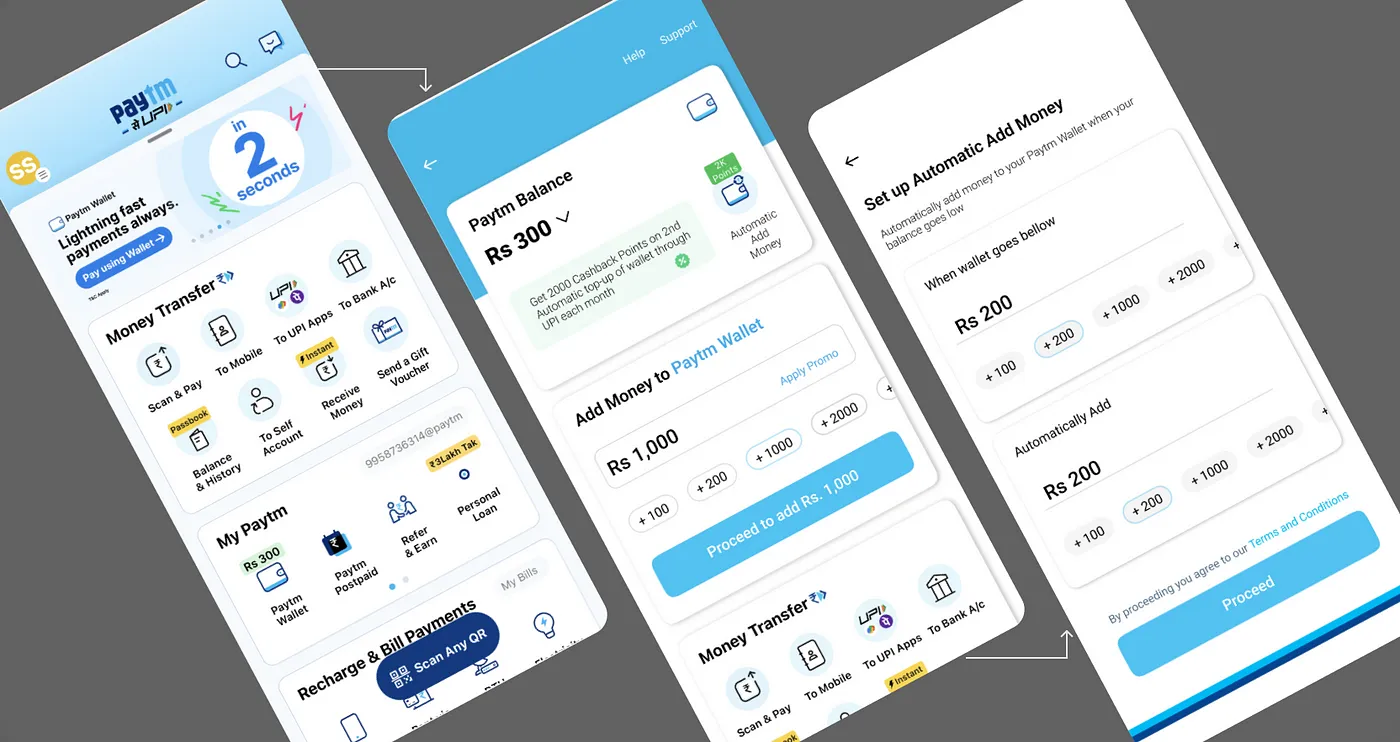 Paytm
से UPI
SS
Paytm Wallet
Lightning fast
payments always.
Pay using Wallet →
T&C Apply
in
2
seconds
Money Transfer
Scan & Pay
To Mobile
UPI
To UPI Apps
To Bank A/c
Passbook
Balance
& History
To Self
Account
Instant
Receive
Money
PAYTM
Send a Gift
Voucher
My Paytm
9958736314@paytm
Rs 300
Paytm
Wallet
Paytm
Postpaid
Refer
& Earn
₹3Lakh Tak
Personal
Loan
Recharge & Bill Payments
My Bills
Scan Any QR
Help
Support
Paytm Balance
Rs 300
Get 2000 Cashback Points on 2nd
Automatic top-up of wallet through
UPI each month
2K
Points
Automatic
Add
Money
Add Money to Paytm Wallet
Rs 1,000
Apply Promo
+ 100
+ 200
+ 1000
+ 2000
+
Proceed to add Rs. 1,000
Money Transfer
Scan & Pay
To Mobile
UPI
To UPI Apps
To Bank A/c
Instant
Set up Automatic Add Money
Automatically add money to your Paytm Wallet when your
balance goes low
When wallet goes bellow
Rs 200
+ 100
+ 200
+ 1000
+ 2000
+
Automatically Add
Rs 200
+ 100
+ 200
+ 1000
+ 2000
+
By proceeding you agree to our Terms and Conditions
Proceed